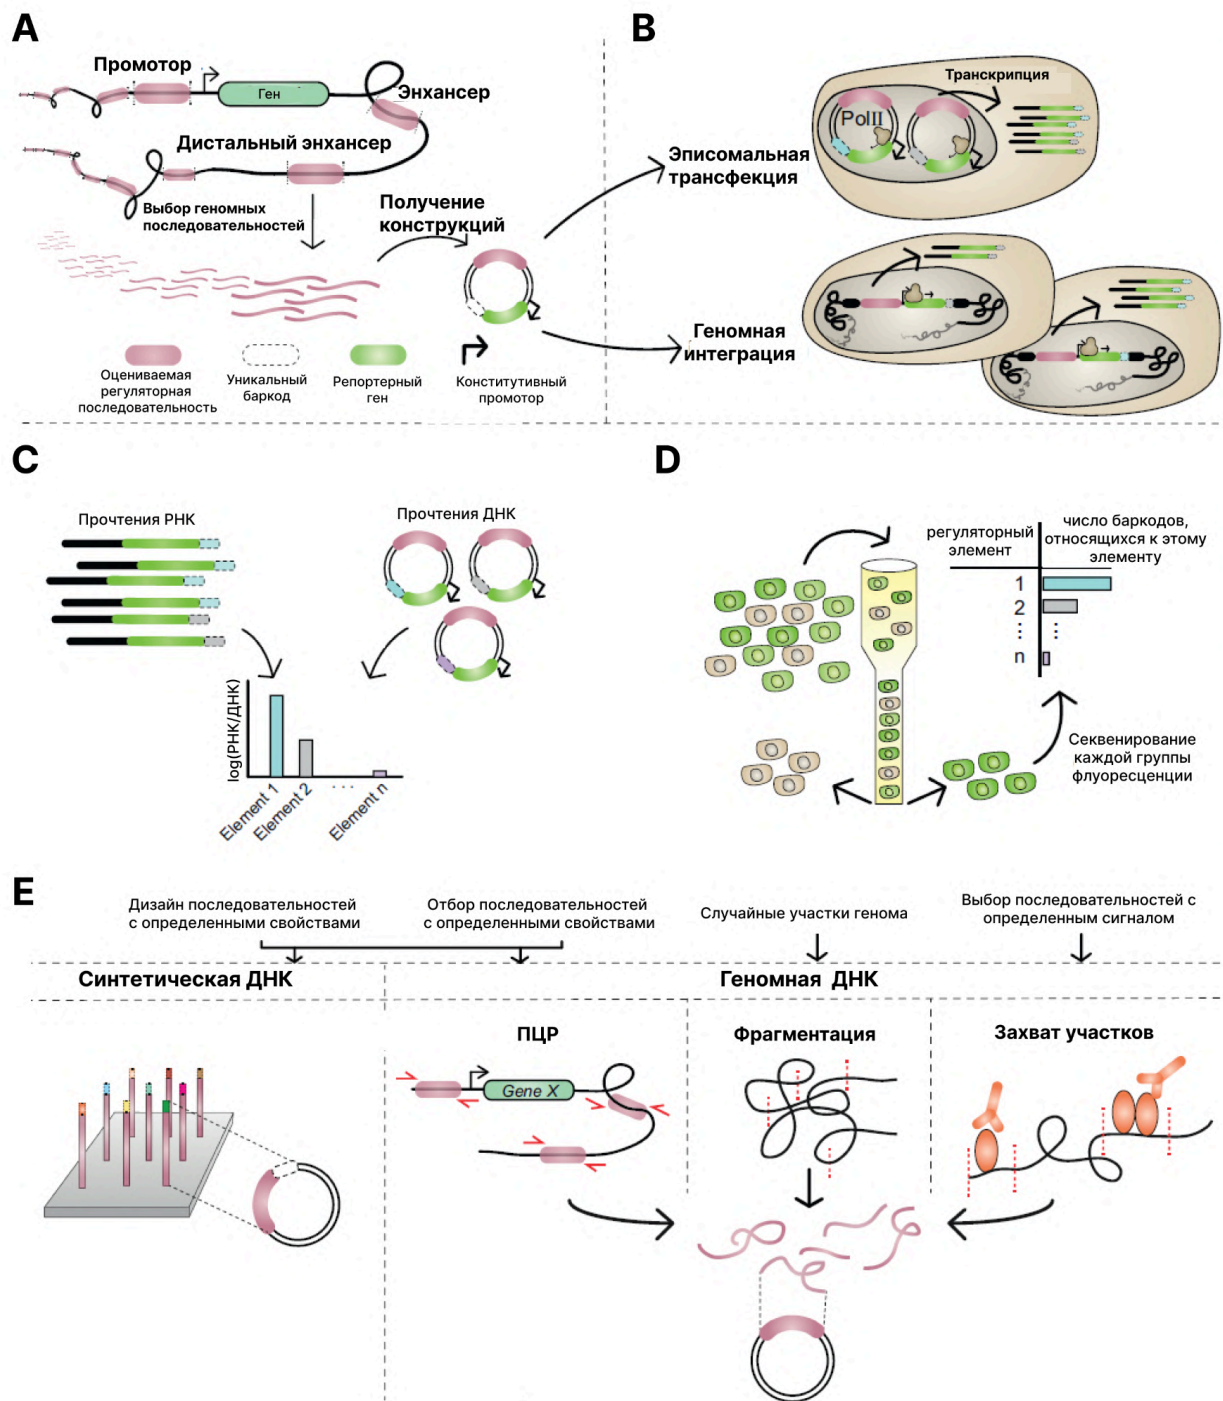 A
Промотор
Ген
Энхансер
Дистальный энхансер
Выбор геномных
последовательностей
Получение
конструкций
Оцениваемая
регуляторная
последовательность
Уникальный
баркод
Репортерный
ген
Конститутивный
промотор
B
Транскрипция
PolII
Эписомальная
трансфекция
Геномная
интеграция
C
Прочтения РНК
Прочтения ДНК
log(РНК/ДНК)
Element 1
Element 2
...
Element n
D
регуляторный
элемент
число баркодов,
относящихся к этому
элементу
1
2
n
Секвенирование
каждой группы
флуоресценции
E
Дизайн последовательностей
с определенными свойствами
Отбор последовательностей
с определенными свойствами
Случайные участки генома
Выбор последовательностей с
определенным сигналом
Синтетическая ДНК
Геномная ДНК
ПЦР
Фрагментация
Захват участков
Gene X